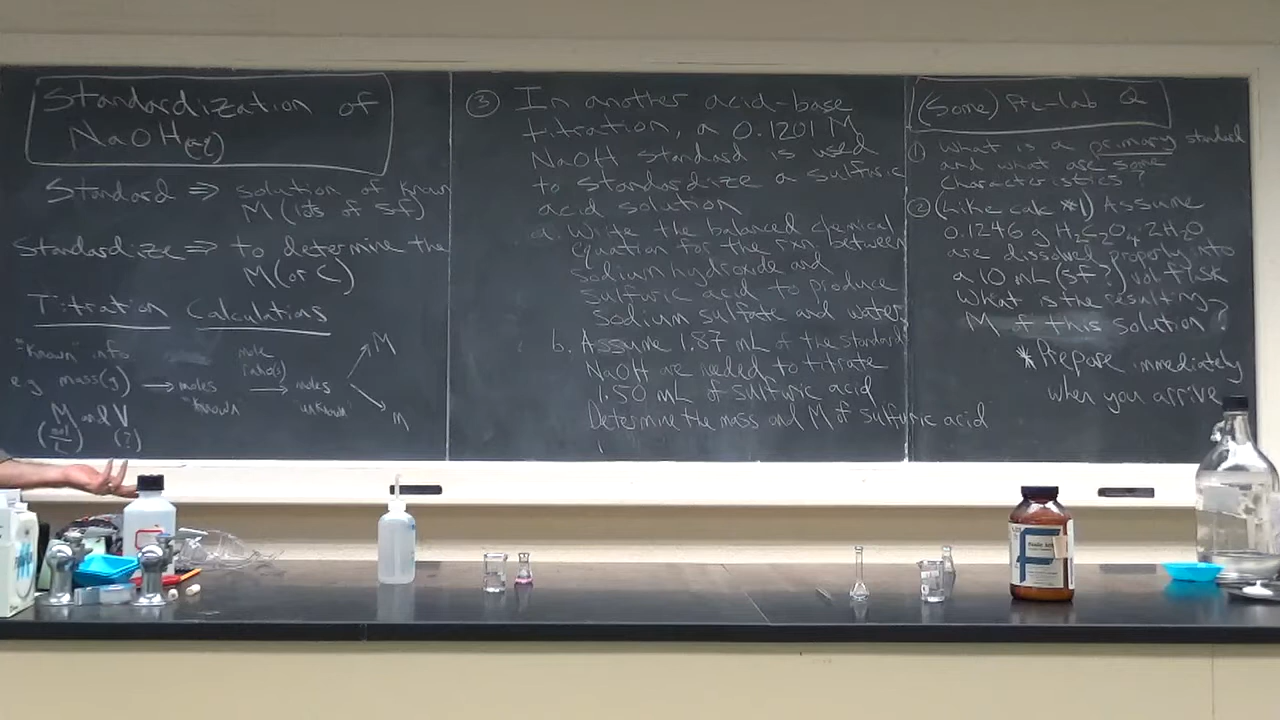 Standardization of
NaOH(aq)
Standard ⇒ solution of known
M (lots of sf)
Standardize ⇒ to determine the
M (or C)
Titration Calculations
"Known" info
e.g. mass(g) → moles "known" → mole ratio(s) → moles "unknown" → M
m
M and V
(mol/L) (?)
③ In another acid-base
titration, a 0.1201 M
NaOH standard is used
to standardize a sulfuric
acid solution
a. Write the balanced chemical
equation for the rxn between
sodium hydroxide and
sulfuric acid to produce
sodium sulfate and water
b. Assume 1.87 mL of the standard
NaOH are needed to titrate
1.50 mL of sulfuric acid
Determine the mass and M of sulfuric acid
(Some) Pre-lab Q
① What is a primary standard
and what are some
characteristics?
② (Like calc #1) Assume
0.1246 g H₂C₂O₄·2H₂O
are dissolved properly into
a 10 mL (sf?) vol flask
What is the resulting
M of this solution?
* Prepare immediately
when you arrive